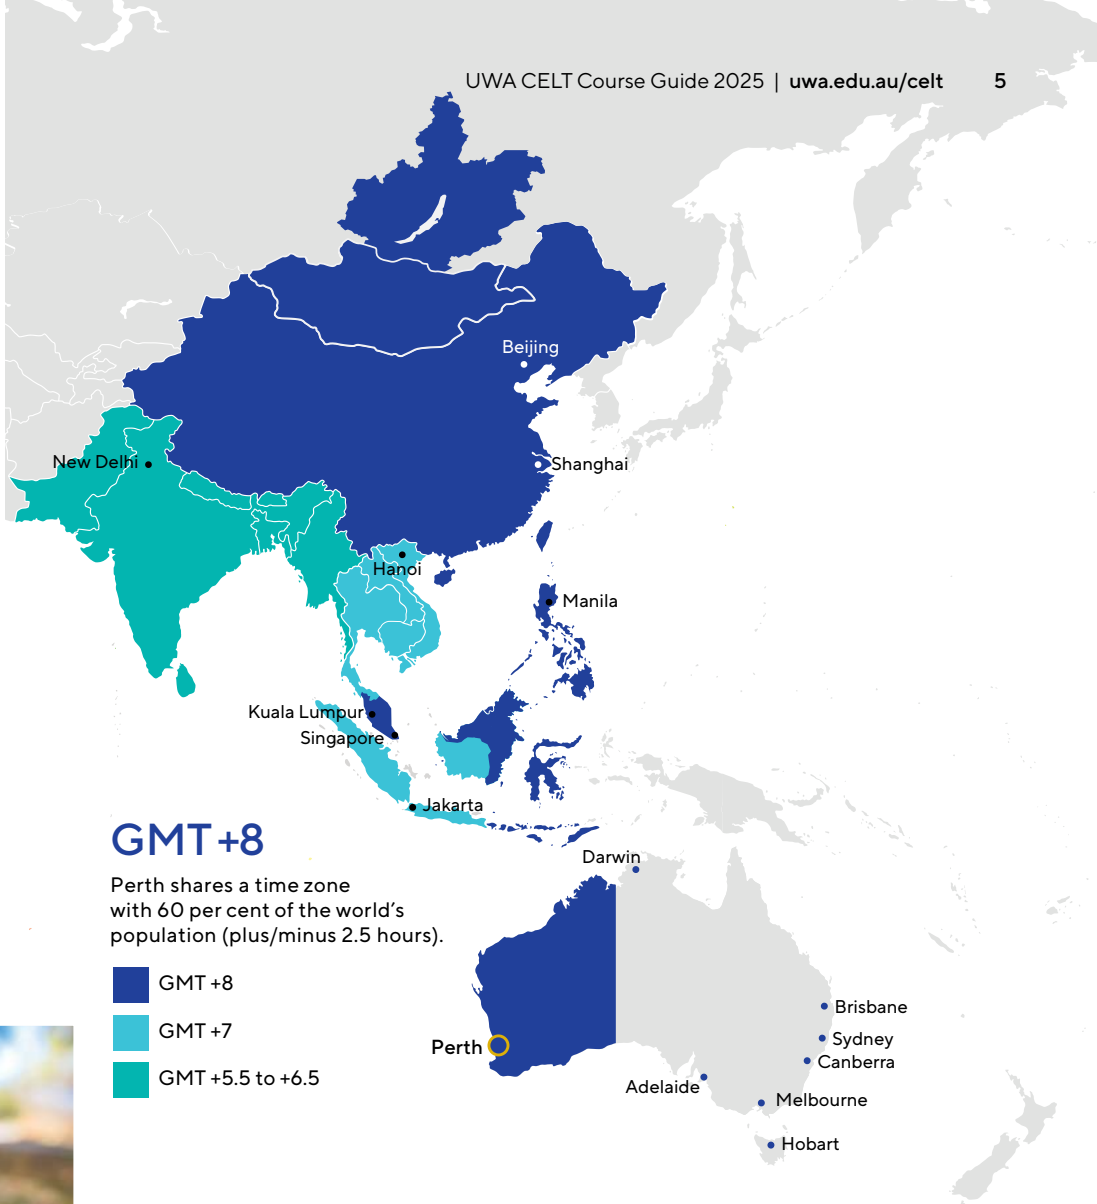 UWA CELT Course Guide 2025 | uwa.edu.au/celt 5
Beijing
New Delhi
Shanghai
Hanoi
Manila
Kuala Lumpur
Singapore
Jakarta
GMT +8
Perth shares a time zone
with 60 per cent of the world's
population (plus/minus 2.5 hours).
GMT +8
GMT +7
GMT +5.5 to +6.5
Darwin
Perth
Brisbane
Sydney
Canberra
Adelaide
Melbourne
Hobart